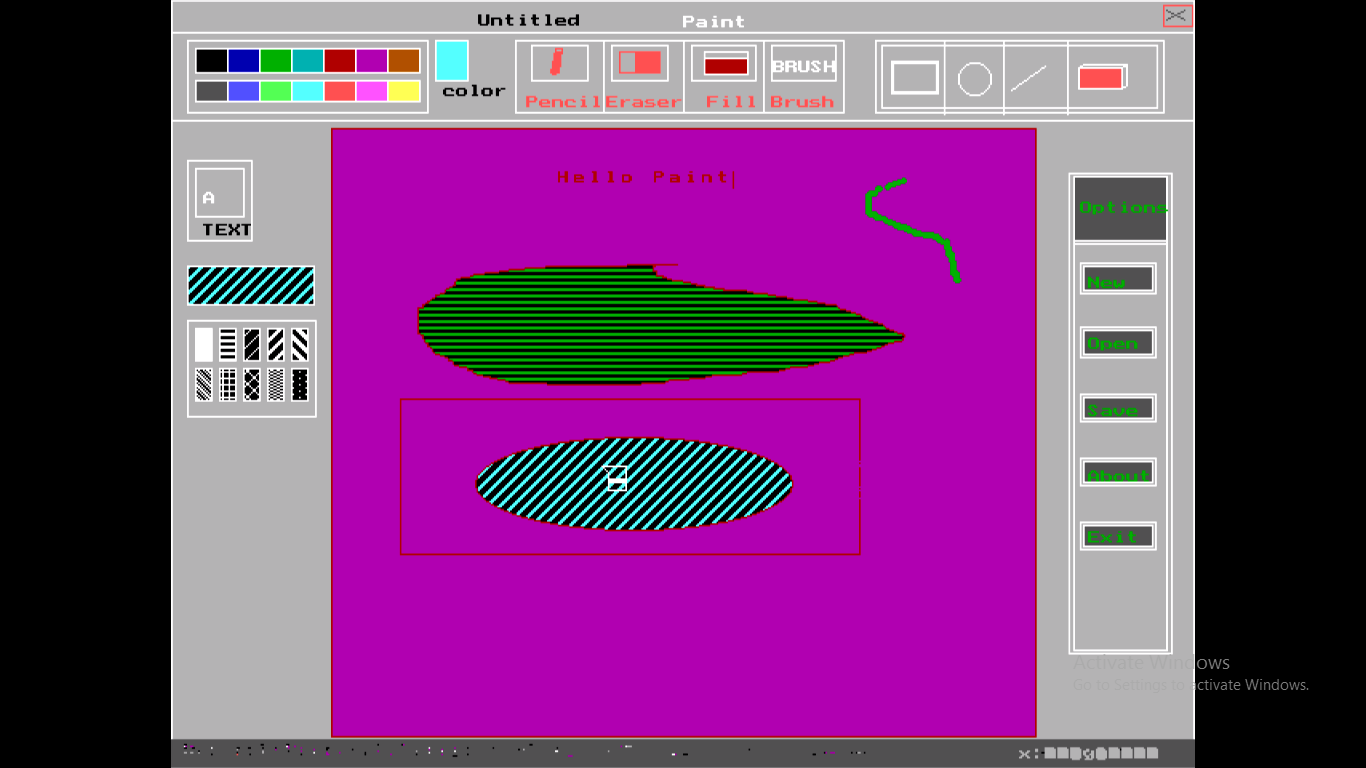 Untitled Paint
color
Pencil Eraser Fill Brush
BRUSH
Hello Paint
A
TEXT
Options
New
Open
Save
About
Exit
Activate Windows
Go to Settings to activate Windows.
x: